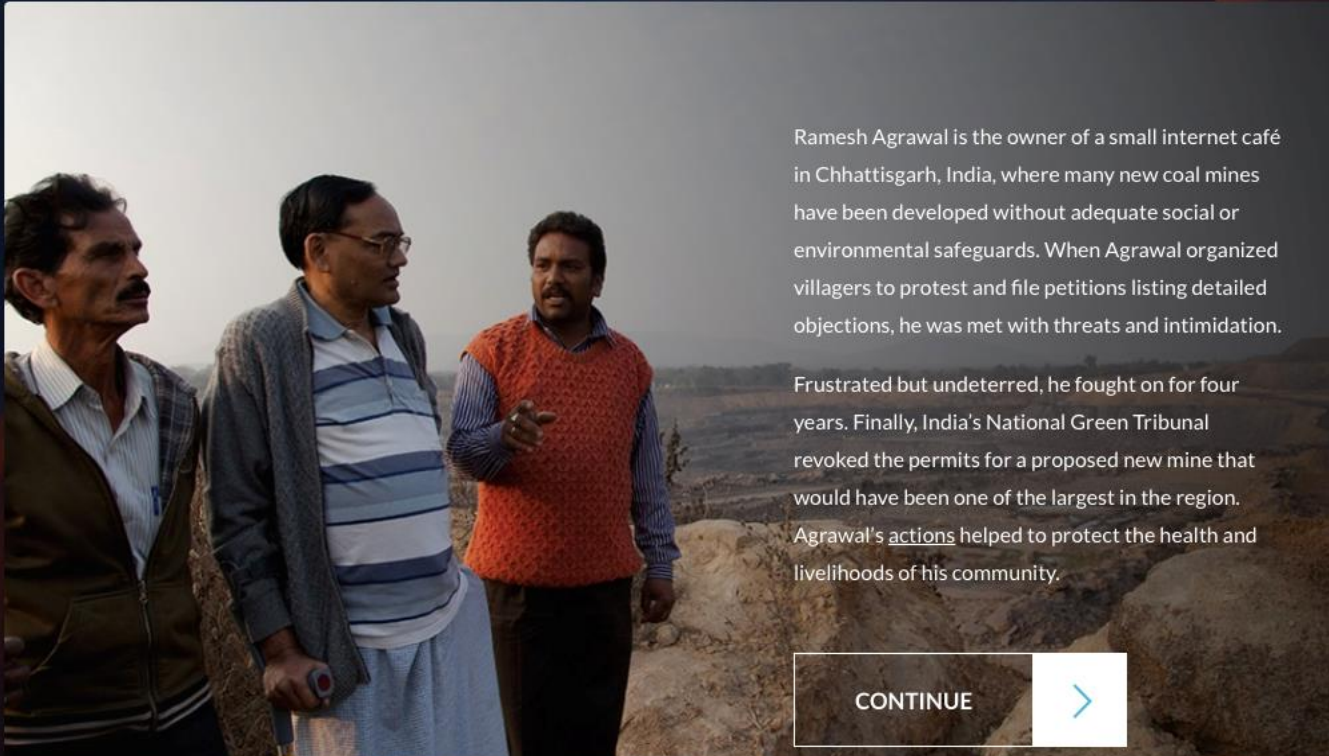 Ramesh Agrawal is the owner of a small internet café
in Chhattisgarh, India, where many new coal mines
have been developed without adequate social or
environmental safeguards. When Agrawal organized
villagers to protest and file petitions listing detailed
objections, he was met with threats and intimidation.
Frustrated but undeterred, he fought on for four
years. Finally, India’s National Green Tribunal
revoked the permits for a proposed new mine that
would have been one of the largest in the region.
Agrawal’s actions helped to protect the health and
livelihoods of his community.
CONTINUE